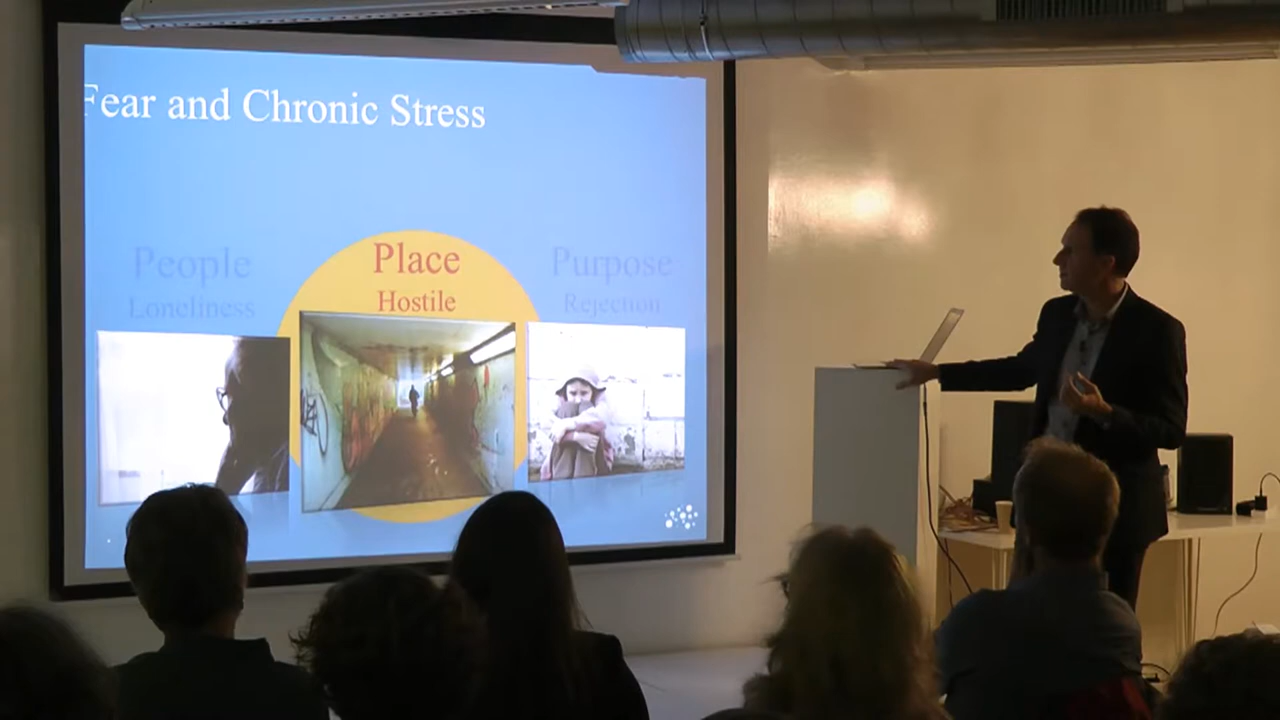 Fear and Chronic Stress
People
Loneliness
Place
Hostile
Purpose
Rejection